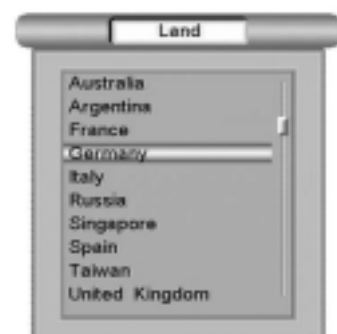 Land
Australia
Argentina
France
Germany
Italy
Russia
Singapore
Spain
Taiwan
United Kingdom